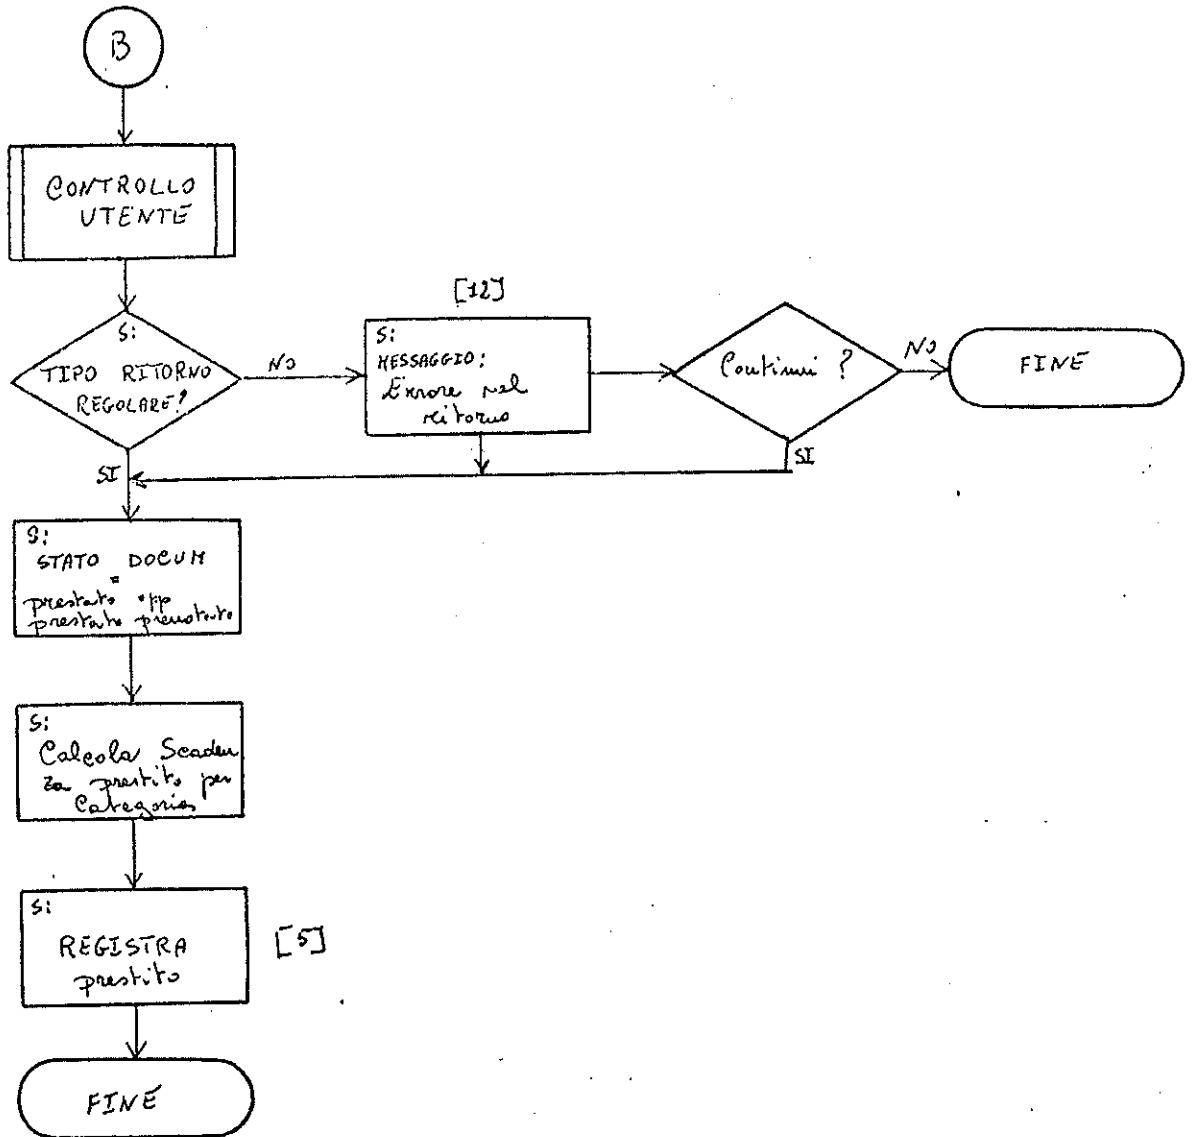 B
CONTROLLO
UTENTE
S:
TIPO RITORNO
REGOLARE?
NO
[12]
S:
MESSAGGIO:
Errore nel
ritorno
Continui ?
NO
FINE
SI
SI
S:
STATO DOCUM
=
prestato opp
prestato prenotato
S:
Calcola Scaden
za prestito per
Categoria
S:
REGISTRA
prestito
[5]
FINE